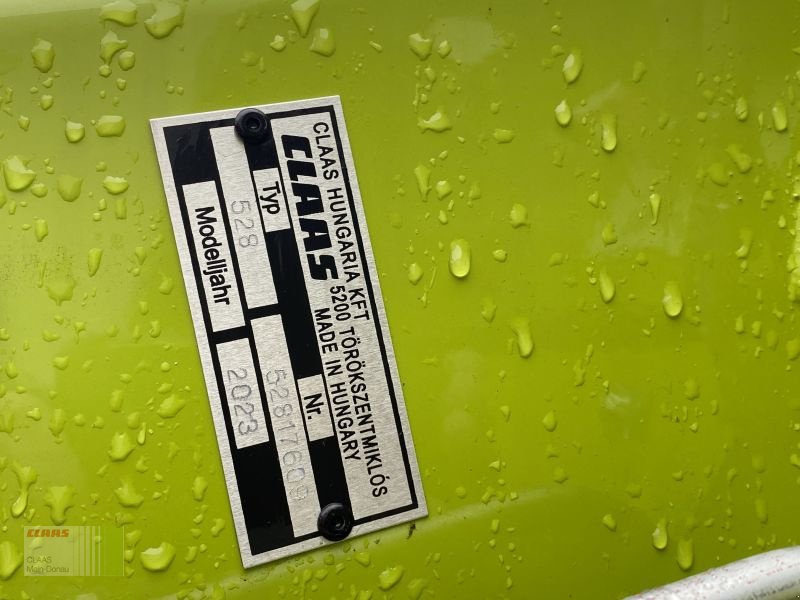 CLAAS HUNGARIA KFT
5200 TÖRÖKSZENTMIKLÓS
MADE IN HUNGARY
CLAAS
Typ
Nr.
528
52817609
Modelljahr
2023
CLAAS
CLAAS
Main-Donau